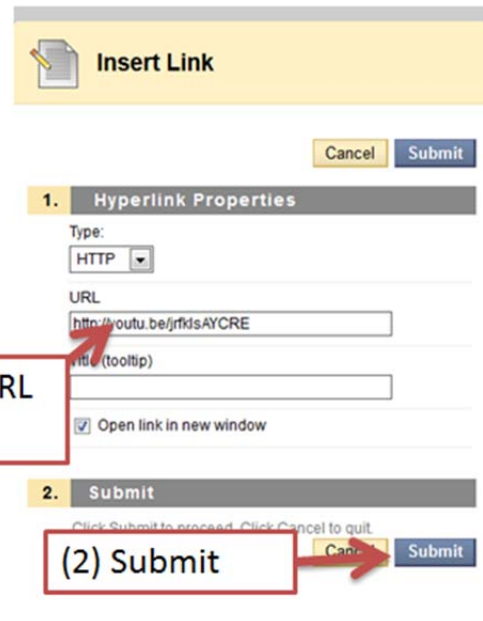 Insert Link
Cancel Submit
1. Hyperlink Properties
Type:
HTTP
URL
http://youtu.be/jrfklsAYCRE
RL
Title (tooltip)
Open link in new window
2. Submit
Click Submit to proceed. Click Cancel to quit.
(2) Submit
Cancel Submit